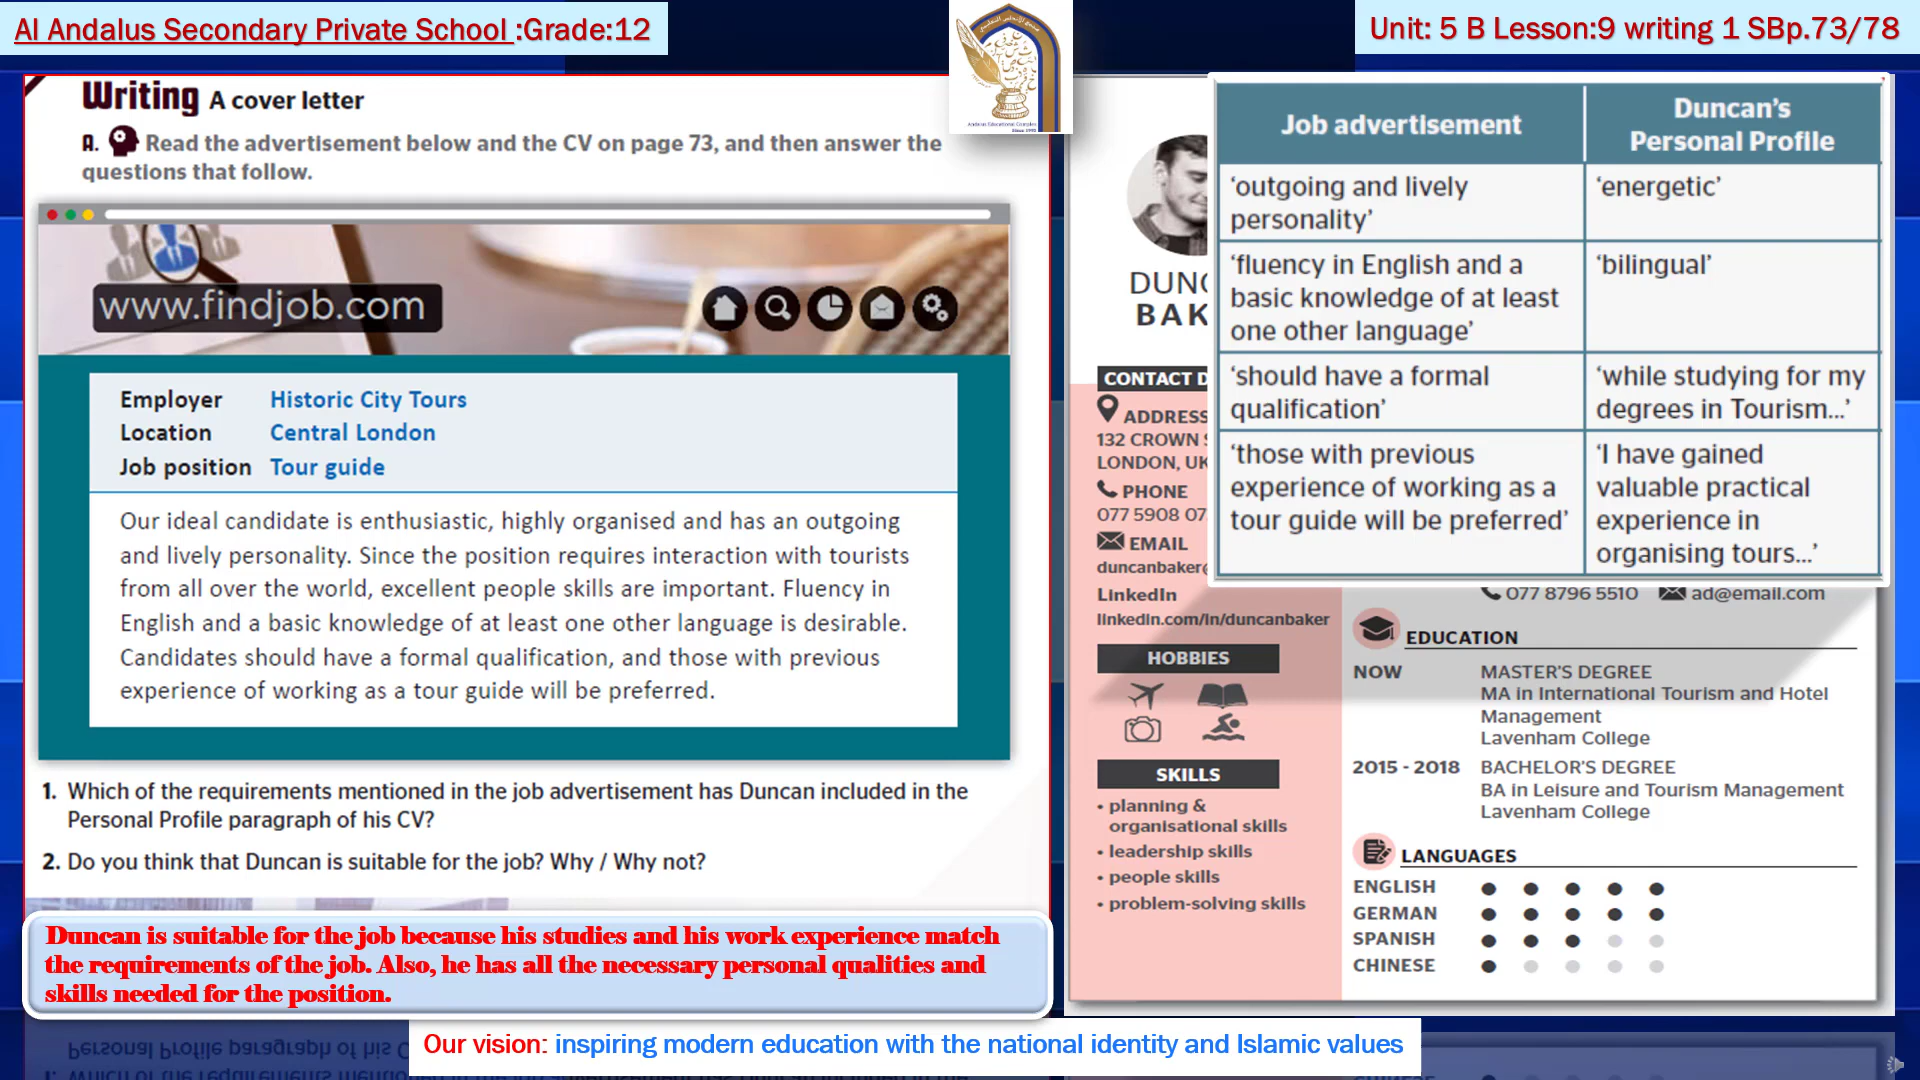 Al Andalus Secondary Private School :Grade:12
Unit: 5 B Lesson:9 writing 1 SBp.73/78
Andalus Educational Complex
Since 1992
Writing A cover letter
A. Read the advertisement below and the CV on page 73, and then answer the
questions that follow.
www.findjob.com
Employer Historic City Tours
Location Central London
Job position Tour guide
Our ideal candidate is enthusiastic, highly organised and has an outgoing
and lively personality. Since the position requires interaction with tourists
from all over the world, excellent people skills are important. Fluency in
English and a basic knowledge of at least one other language is desirable.
Candidates should have a formal qualification, and those with previous
experience of working as a tour guide will be preferred.
1. Which of the requirements mentioned in the job advertisement has Duncan included in the
Personal Profile paragraph of his CV?
2. Do you think that Duncan is suitable for the job? Why / Why not?
Duncan is suitable for the job because his studies and his work experience match
the requirements of the job. Also, he has all the necessary personal qualities and
skills needed for the position.
Job advertisement
Duncan's
Personal Profile
'outgoing and lively
personality'
'energetic'
'fluency in English and a
basic knowledge of at least
one other language'
'bilingual'
'should have a formal
qualification'
'while studying for my
degrees in Tourism...'
'those with previous
experience of working as a
tour guide will be preferred'
'I have gained
valuable practical
experience in
organising tours...'
DUNC
BAK
CONTACT D
ADDRESS
132 CROWN
LONDON, UK
PHONE
077 5908 07
EMAIL
duncanbaker@
LinkedIn
linkedin.com/in/duncanbaker
HOBBIES
SKILLS
• planning &
organisational skills
• leadership skills
• people skills
• problem-solving skills
077 8796 5510 ad@email.com
EDUCATION
NOW MASTER'S DEGREE
MA in International Tourism and Hotel
Management
Lavenham College
2015 - 2018 BACHELOR'S DEGREE
BA in Leisure and Tourism Management
Lavenham College
LANGUAGES
ENGLISH
GERMAN
SPANISH
CHINESE
Our vision: inspiring modern education with the national identity and Islamic values